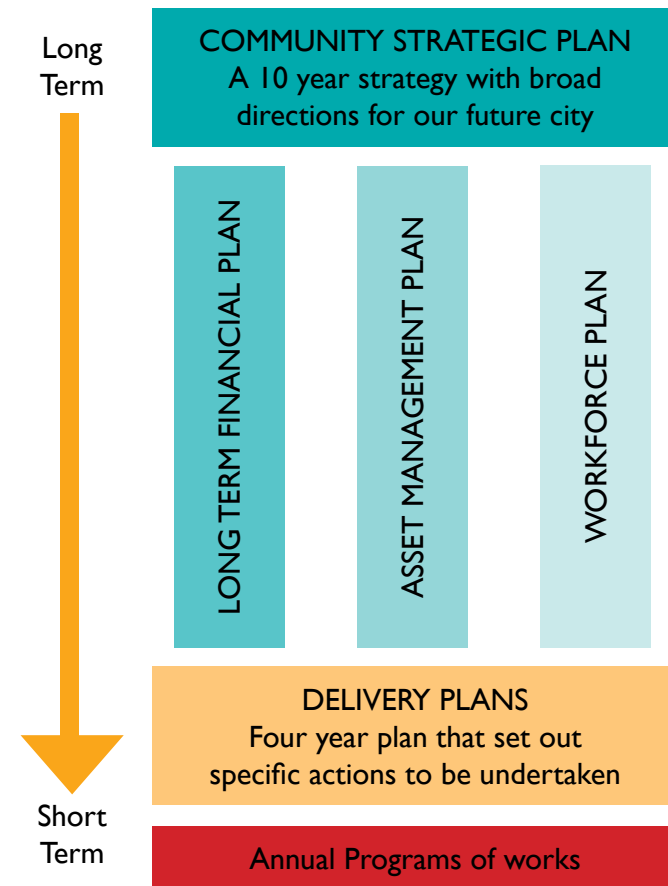 Long
Term
COMMUNITY STRATEGIC PLAN
A 10 year strategy with broad
directions for our future city
LONG TERM FINANCIAL PLAN
ASSET MANAGEMENT PLAN
WORKFORCE PLAN
DELIVERY PLANS
Four year plan that set out
specific actions to be undertaken
Short
Term
Annual Programs of works